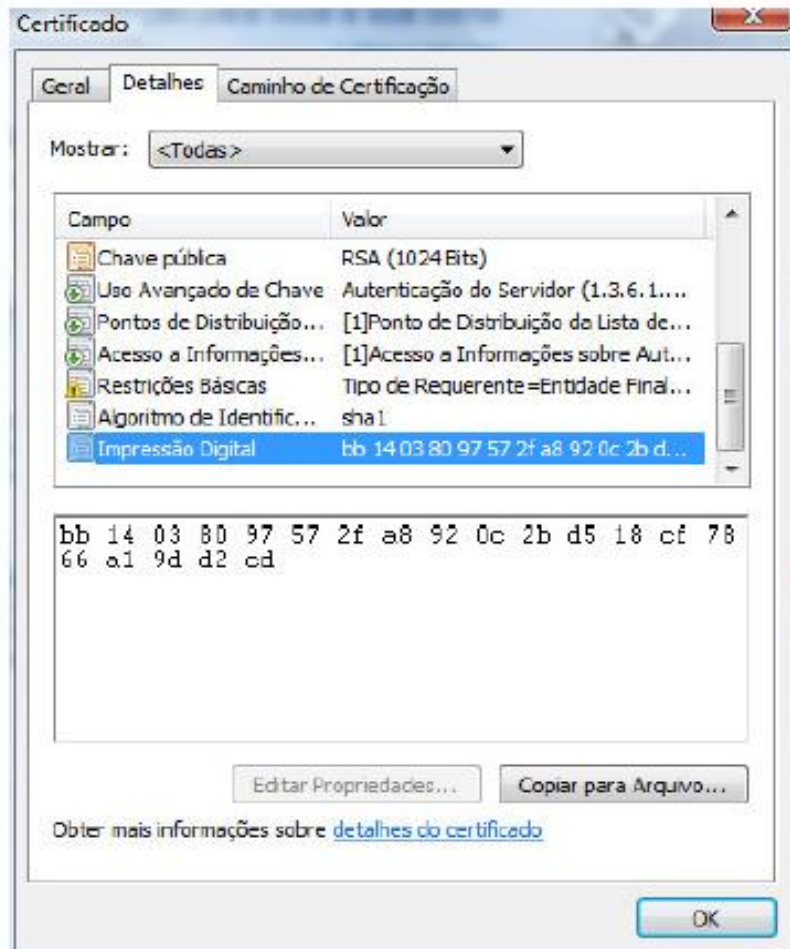 Certificado
Geral Detalhes Caminho de Certificação
Mostrar: <Todas>
Campo Valor
Chave pública RSA (1024 Bits)
Uso Avançado de Chave Autenticação do Servidor (1.3.6.1....
Pontos de Distribuição... [1]Ponto de Distribuição da Lista de...
Acesso a Informações... [1]Acesso a Informações sobre Aut...
Restrições Básicas Tipo de Requerente=Entidade Final...
Algoritmo de Identific... sha1
Impressão Digital bb 14 03 80 97 57 2f a8 92 0c 2b d...
bb 14 03 80 97 57 2f a8 92 0c 2b d5 18 cf 78
66 a1 9d d2 cd
Editar Propriedades... Copiar para Arquivo...
Obter mais informações sobre detalhes do certificado
OK